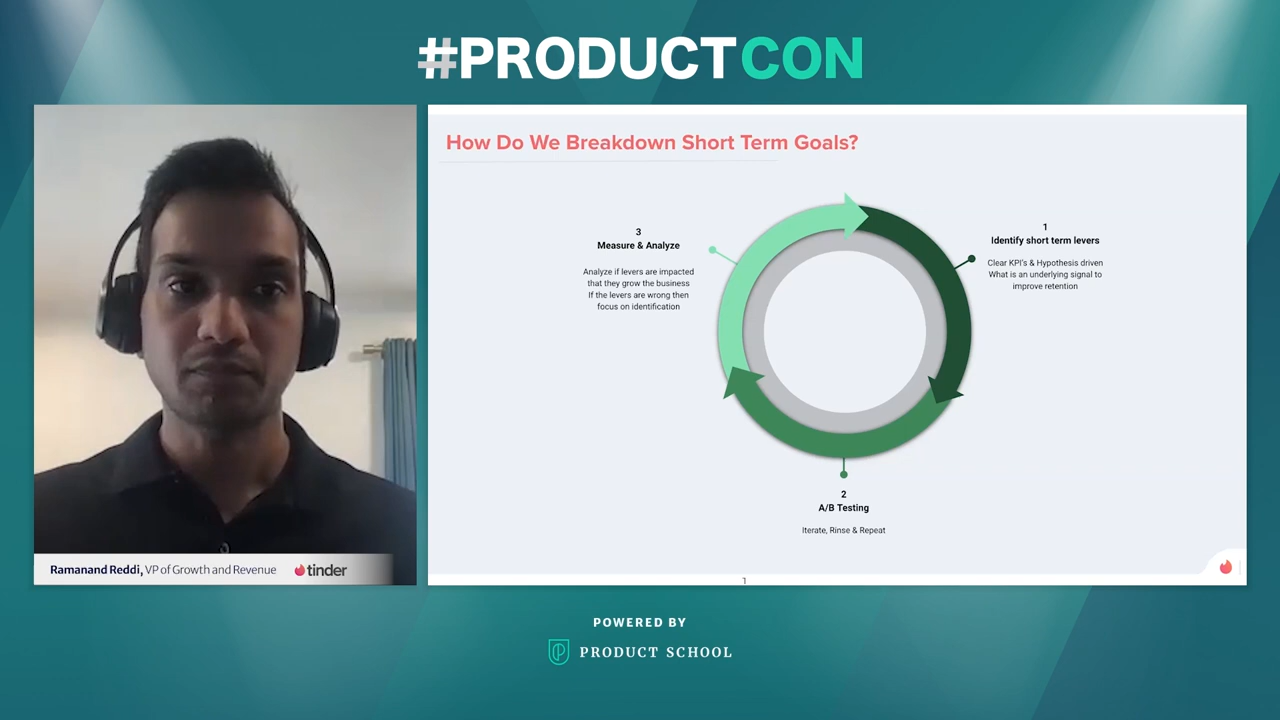 #PRODUCTCON
How Do We Breakdown Short Term Goals?
3
Measure & Analyze
Analyze if levers are impacted
that they grow the business
If the levers are wrong then
focus on identification
1
Identify short term levers
Clear KPI's & Hypothesis driven
What is an underlying signal to
improve retention
2
A/B Testing
Iterate, Rinse & Repeat
1
Ramanand Reddi, VP of Growth and Revenue tinder
POWERED BY
PRODUCT SCHOOL